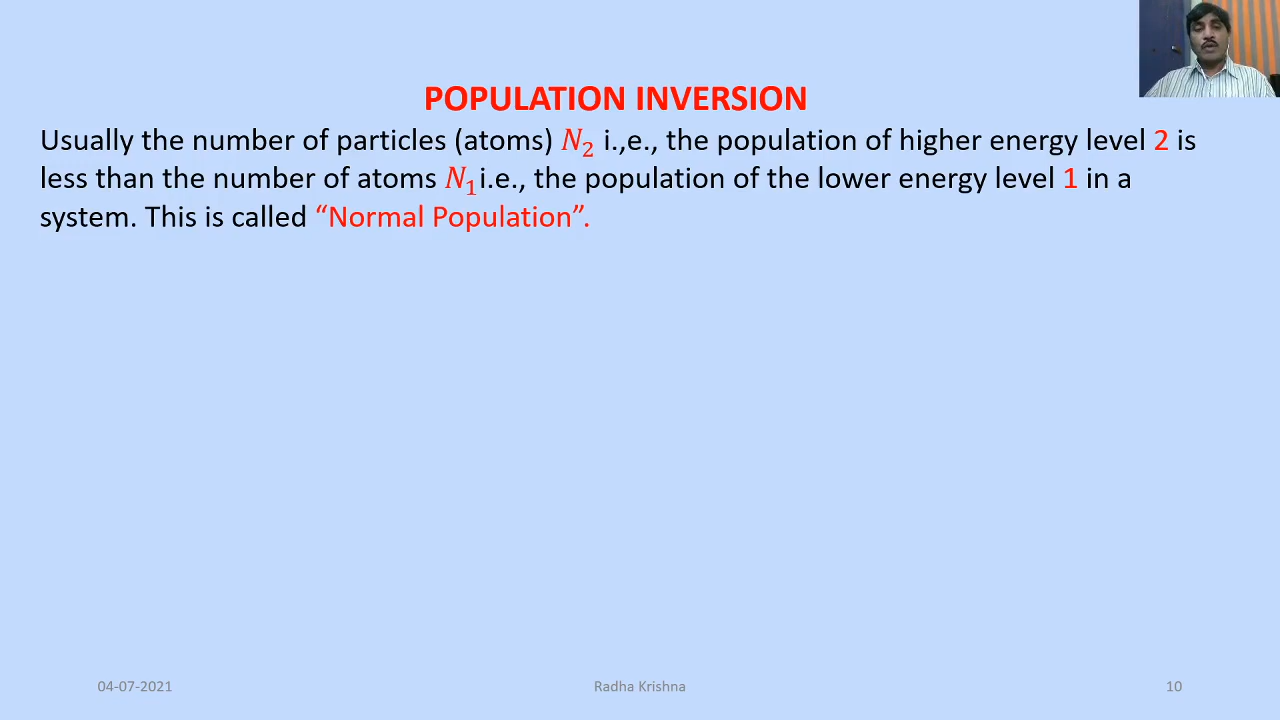 POPULATION INVERSION
Usually the number of particles (atoms) N₂ i.,e., the population of higher energy level 2 is
less than the number of atoms N₁i.e., the population of the lower energy level 1 in a
system. This is called “Normal Population”.
04-07-2021 Radha Krishna 10